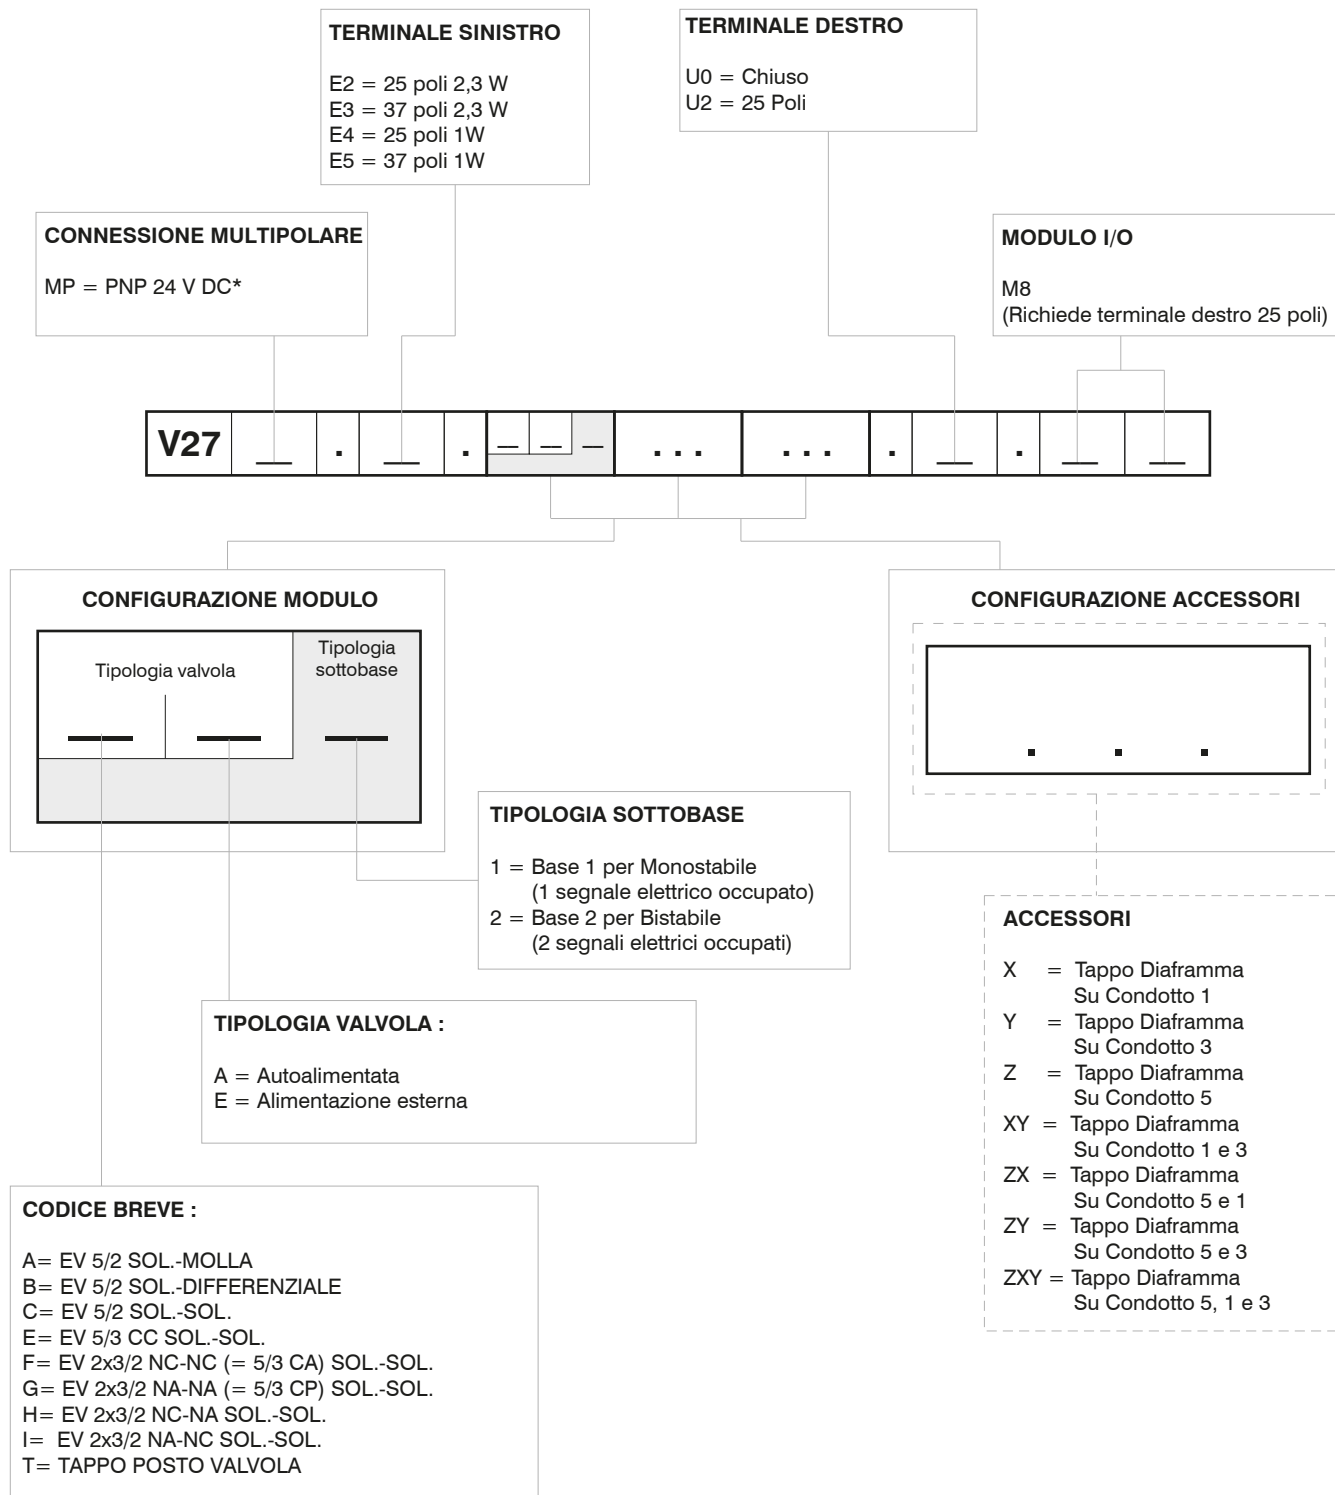 TERMINALE SINISTRO
E2 = 25 poli 2,3 W
E3 = 37 poli 2,3 W
E4 = 25 poli 1W
E5 = 37 poli 1W
TERMINALE DESTRO
U0 = Chiuso
U2 = 25 Poli
CONNESSIONE MULTIPOLARE
MP = PNP 24 V DC*
MODULO I/O
M8
(Richiede terminale destro 25 poli)
V27 __ . __ . __ __ __ . . . . . . . __ . __ __
CONFIGURAZIONE MODULO
Tipologia valvola
Tipologia
sottobase
CONFIGURAZIONE ACCESSORI
. . .
TIPOLOGIA SOTTOBASE
1 = Base 1 per Monostabile
(1 segnale elettrico occupato)
2 = Base 2 per Bistabile
(2 segnali elettrici occupati)
ACCESSORI
X = Tappo Diaframma
Su Condotto 1
Y = Tappo Diaframma
Su Condotto 3
Z = Tappo Diaframma
Su Condotto 5
XY = Tappo Diaframma
Su Condotto 1 e 3
ZX = Tappo Diaframma
Su Condotto 5 e 1
ZY = Tappo Diaframma
Su Condotto 5 e 3
ZXY = Tappo Diaframma
Su Condotto 5, 1 e 3
TIPOLOGIA VALVOLA :
A = Autoalimentata
E = Alimentazione esterna
CODICE BREVE :
A= EV 5/2 SOL.-MOLLA
B= EV 5/2 SOL.-DIFFERENZIALE
C= EV 5/2 SOL.-SOL.
E= EV 5/3 CC SOL.-SOL.
F= EV 2x3/2 NC-NC (= 5/3 CA) SOL.-SOL.
G= EV 2x3/2 NA-NA (= 5/3 CP) SOL.-SOL.
H= EV 2x3/2 NC-NA SOL.-SOL.
I= EV 2x3/2 NA-NC SOL.-SOL.
T= TAPPO POSTO VALVOLA